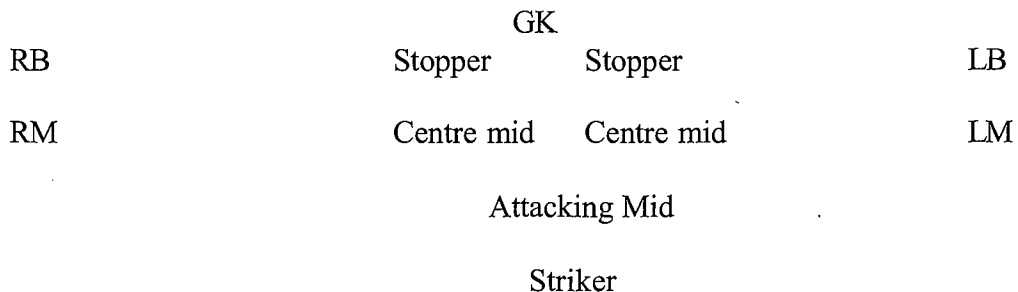 GK
RB Stopper Stopper LB
RM Centre mid Centre mid LM
Attacking Mid
Striker